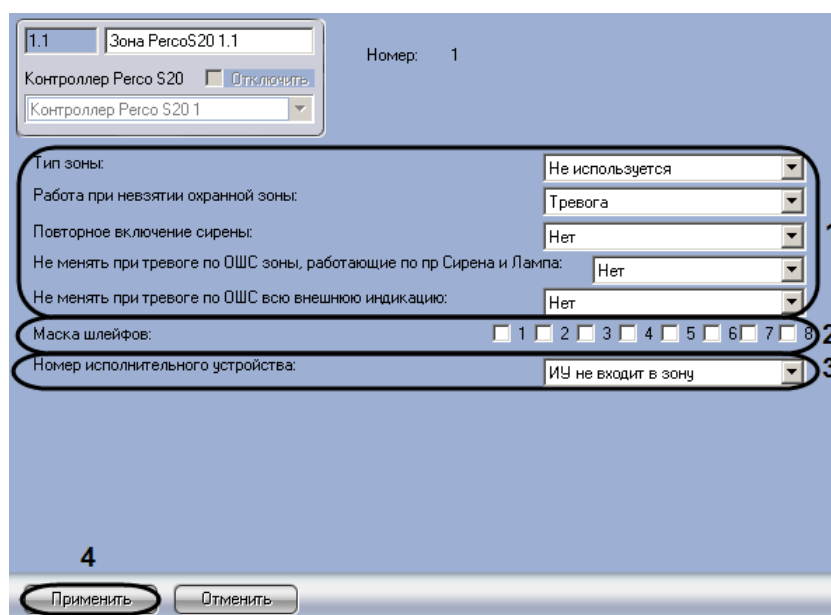 1.1 Зона PercoS20 1.1
Номер: 1
Контроллер Perco S20 Отключить
Контроллер Perco S20 1
Тип зоны: Не используется
Работа при невзятии охранной зоны: Тревога
1
Повторное включение сирены: Нет
Не менять при тревоге по ОШС зоны, работающие по пр Сирена и Лампа: Нет
Не менять при тревоге по ОШС всю внешнюю индикацию: Нет
Маска шлейфов: 1 2 3 4 5 6 7 8 2
Номер исполнительного устройства: ИУ не входит в зону 3
4
Применить Отменить